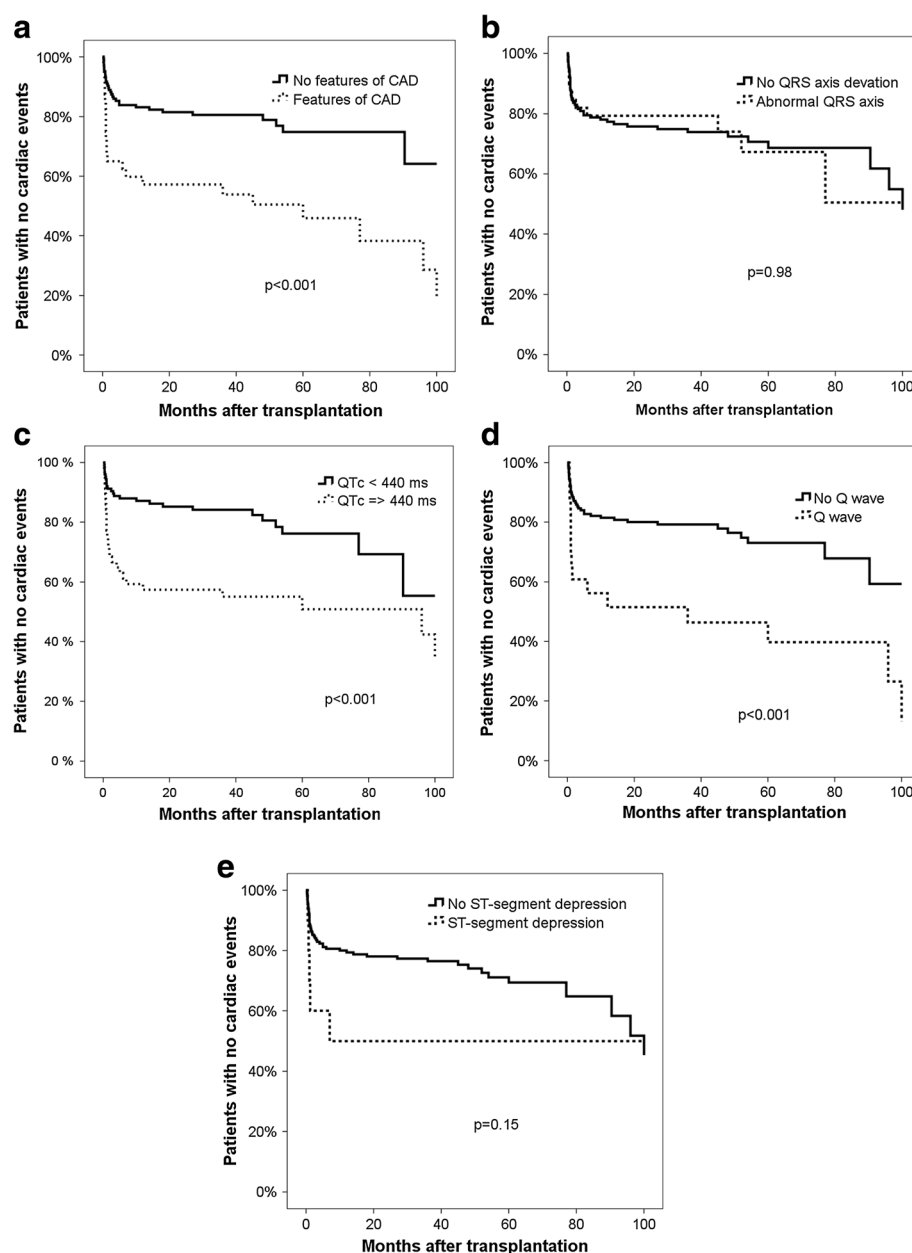 a
Patients with no cardiac events
100%
80%
60%
40%
20%
0%
No features of CAD
Features of CAD
p<0.001
0 20 40 60 80 100
Months after transplantation
b
Patients with no cardiac events
100%
80%
60%
40%
20%
0%
No QRS axis devation
Abnormal QRS axis
p=0.98
0 20 40 60 80 100
Months after transplantation
c
Patients with no cardiac events
100 %
80 %
60 %
40 %
20 %
0 %
QTc < 440 ms
QTc => 440 ms
p<0.001
0 20 40 60 80 100
Months after transplantation
d
Patients with no cardiac events
100%
80%
60%
40%
20%
0%
No Q wave
Q wave
p<0.001
0 20 40 60 80 100
Months after transplantation
e
Patients with no cardiac events
100%
80%
60%
40%
20%
0%
No ST-segment depression
ST-segment depression
p=0.15
0 20 40 60 80 100
Months after transplantation